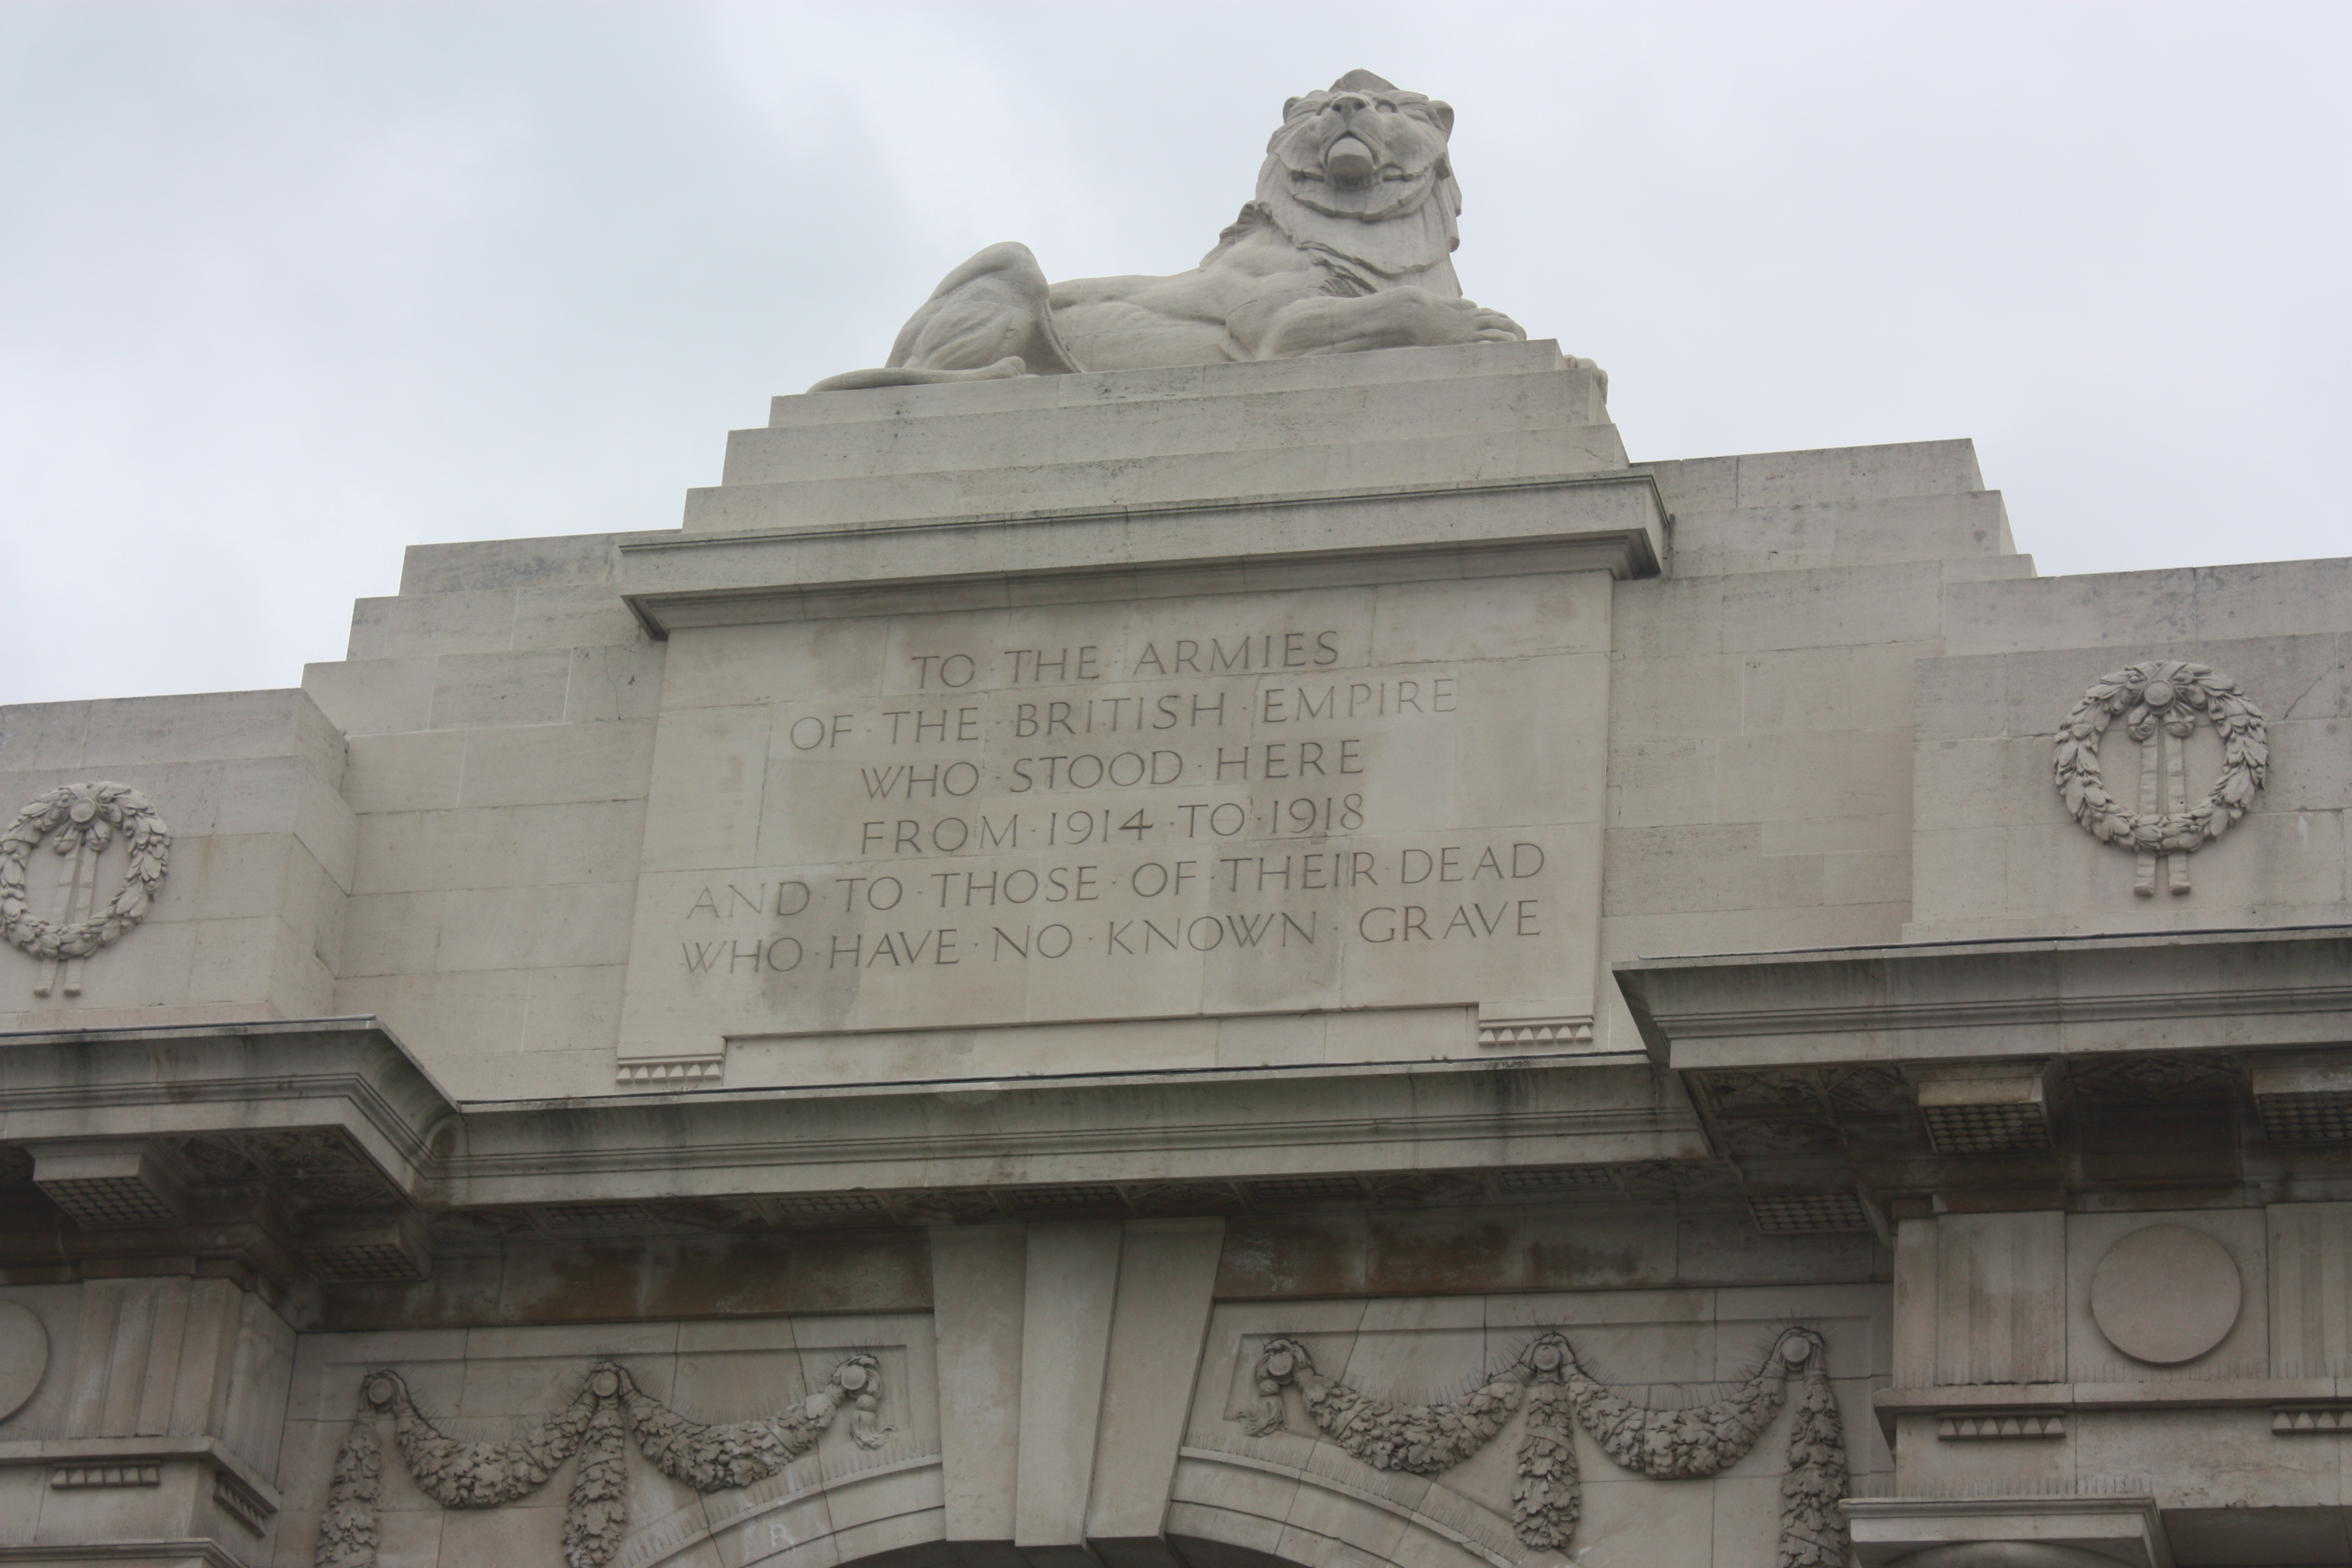 TO · THE · ARMIES
OF · THE · BRITISH · EMPIRE
WHO · STOOD · HERE
FROM · 1914 · TO · 1918
AND · TO · THOSE · OF · THEIR · DEAD
WHO · HAVE · NO · KNOWN · GRAVE